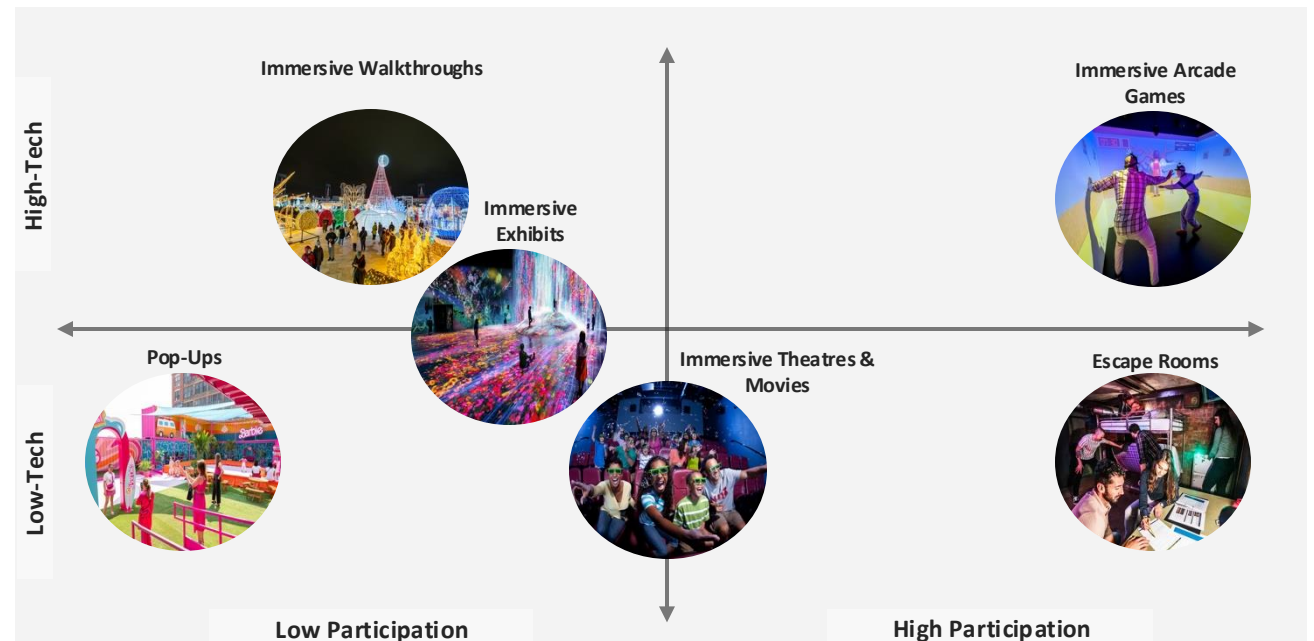 Immersive Walkthroughs
Immersive Arcade
Games
High-Tech
Immersive
Exhibits
Pop-Ups
Immersive Theatres &
Movies
Escape Rooms
Barbie
Low-Tech
Low Participation
High Participation